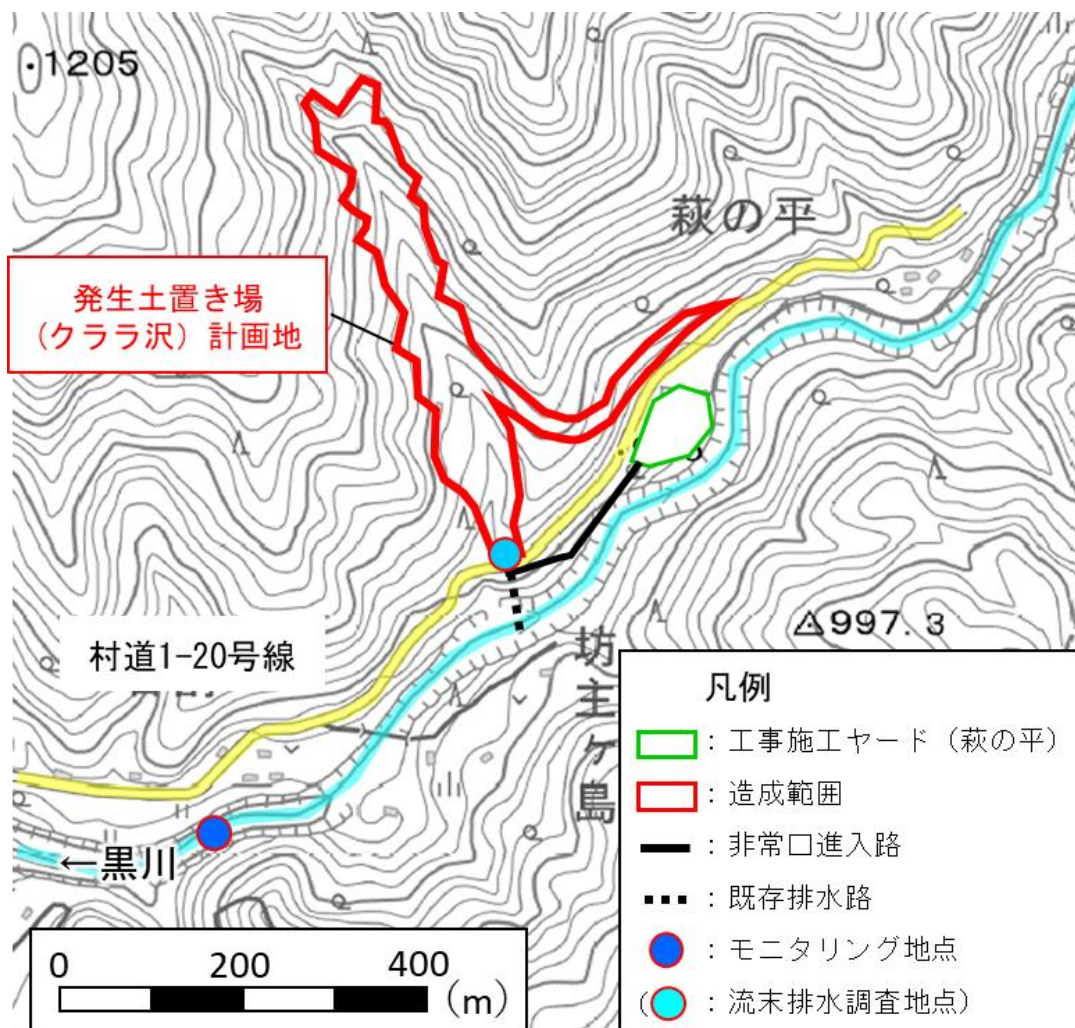 ・1205
萩の平
発生土置き場
(クララ沢)計画地
村道1-20号線
△997.3
坊主ヶ島
←黒川
凡例
:工事施工ヤード(萩の平)
:造成範囲
:非常口進入路
:既存排水路
:モニタリング地点
(:流末排水調査地点)
0 200 400
(m)